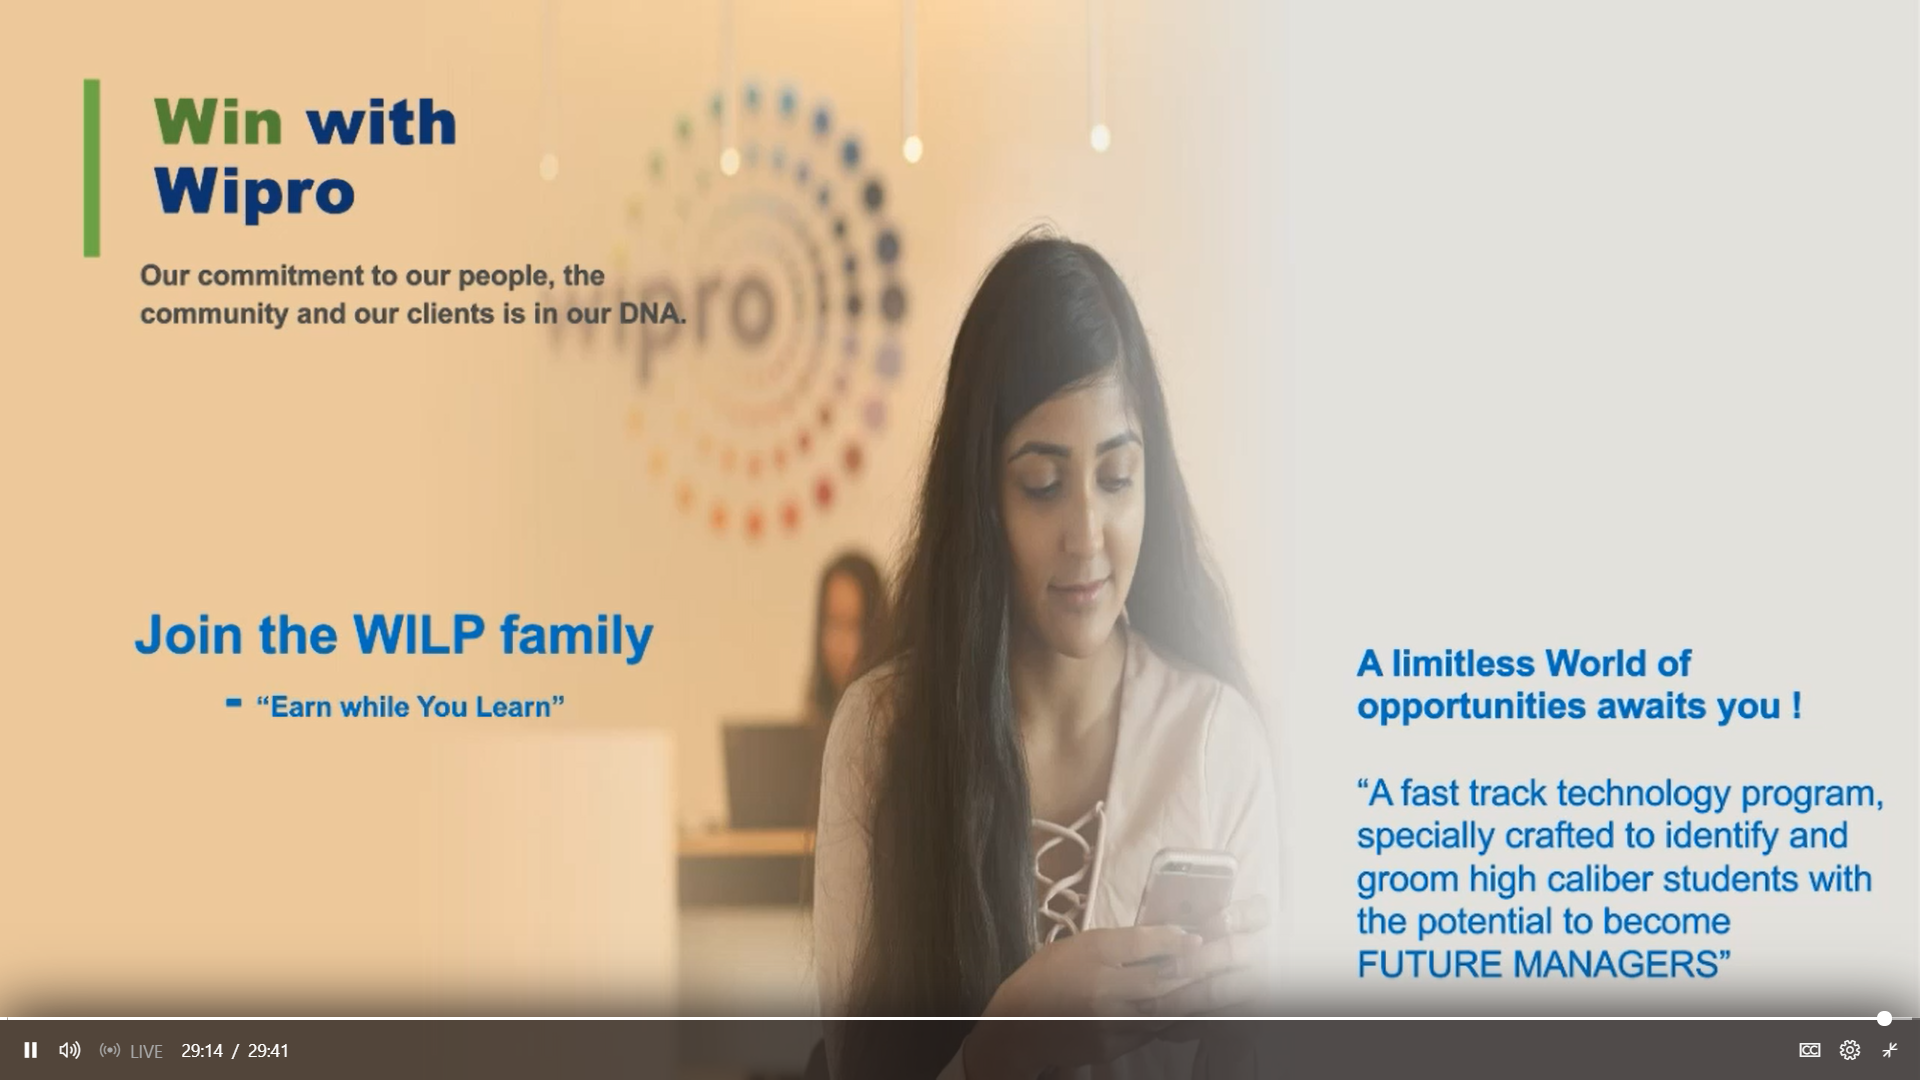 Win with
Wipro
Our commitment to our people, the
community and our clients is in our DNA.
wipro
Join the WILP family
- “Earn while You Learn”
A limitless World of
opportunities awaits you !
“A fast track technology program,
specially crafted to identify and
groom high caliber students with
the potential to become
FUTURE MANAGERS”
LIVE 29:14 / 29:41
CC